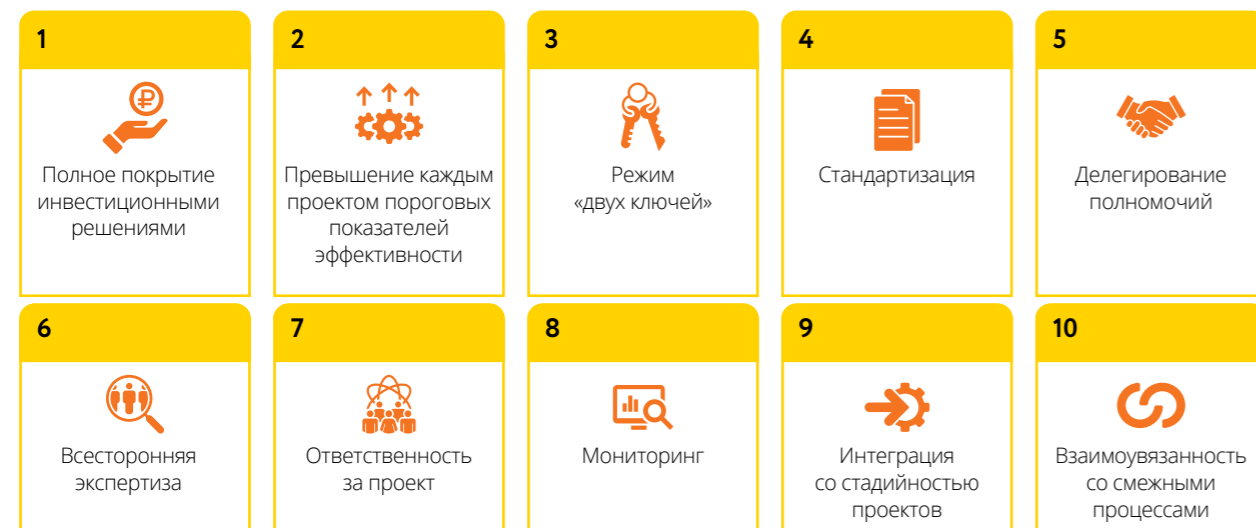 1
Полное покрытие
инвестиционными
решениями
2
Превышение каждым
проектом пороговых
показателей
эффективности
3
Режим
«двух ключей»
4
Стандартизация
5
Делегирование
полномочий
6
Всесторонняя
экспертиза
7
Ответственность
за проект
8
Мониторинг
9
Интеграция
со стадийностью
проектов
10
Взаимоувязанность
со смежными
процессами